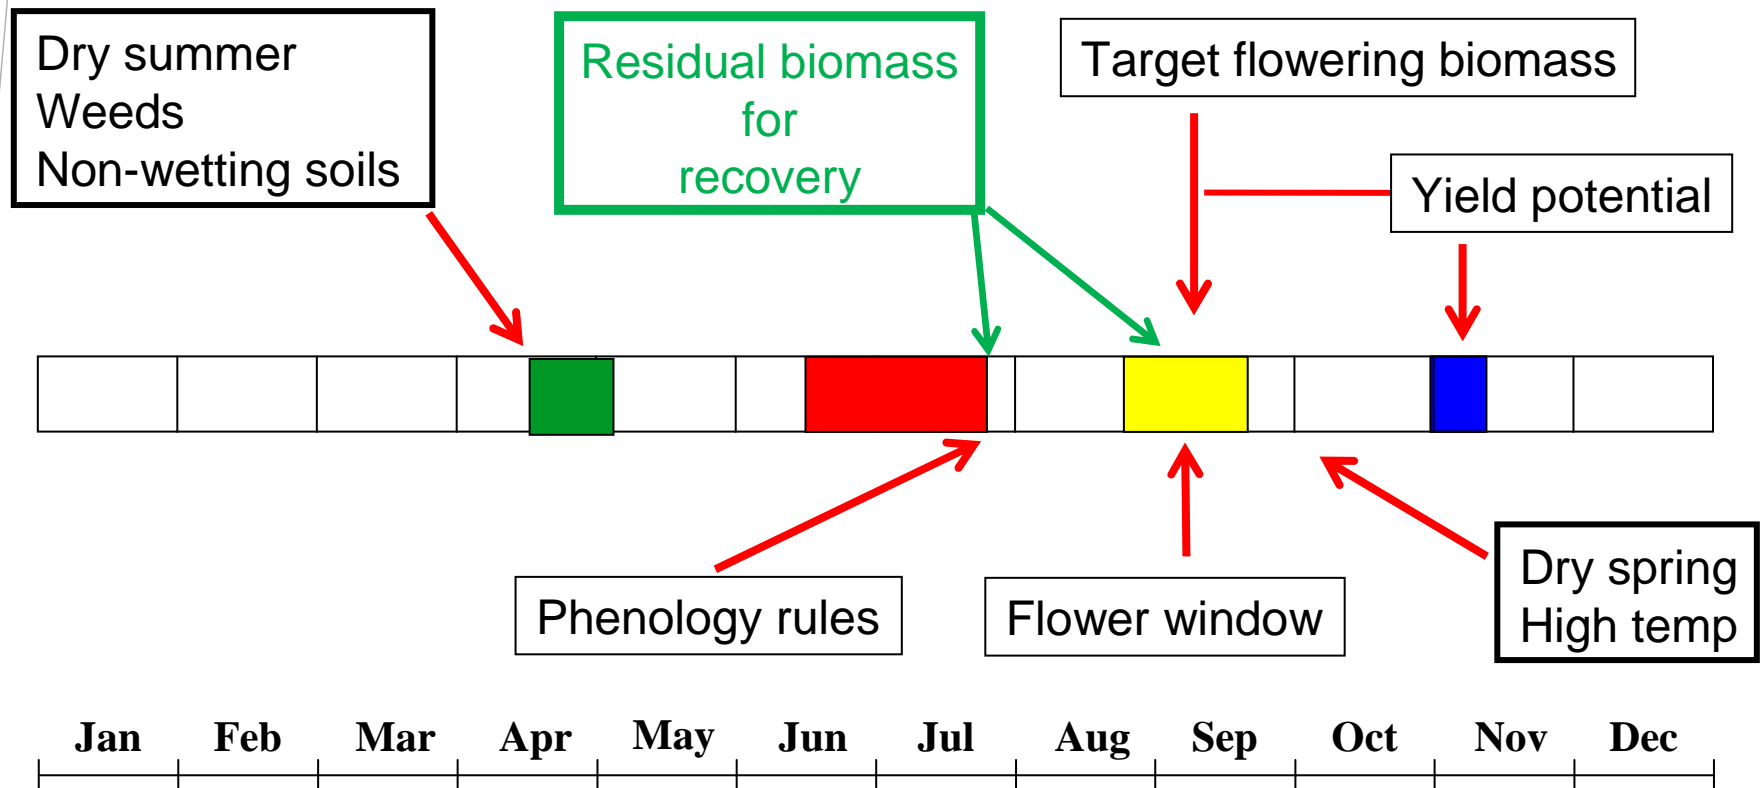 Dry summer
Weeds
Non-wetting soils
Residual biomass
for
recovery
Target flowering biomass
Yield potential
Phenology rules
Flower window
Dry spring
High temp
Jan Feb Mar Apr May Jun Jul Aug Sep Oct Nov Dec